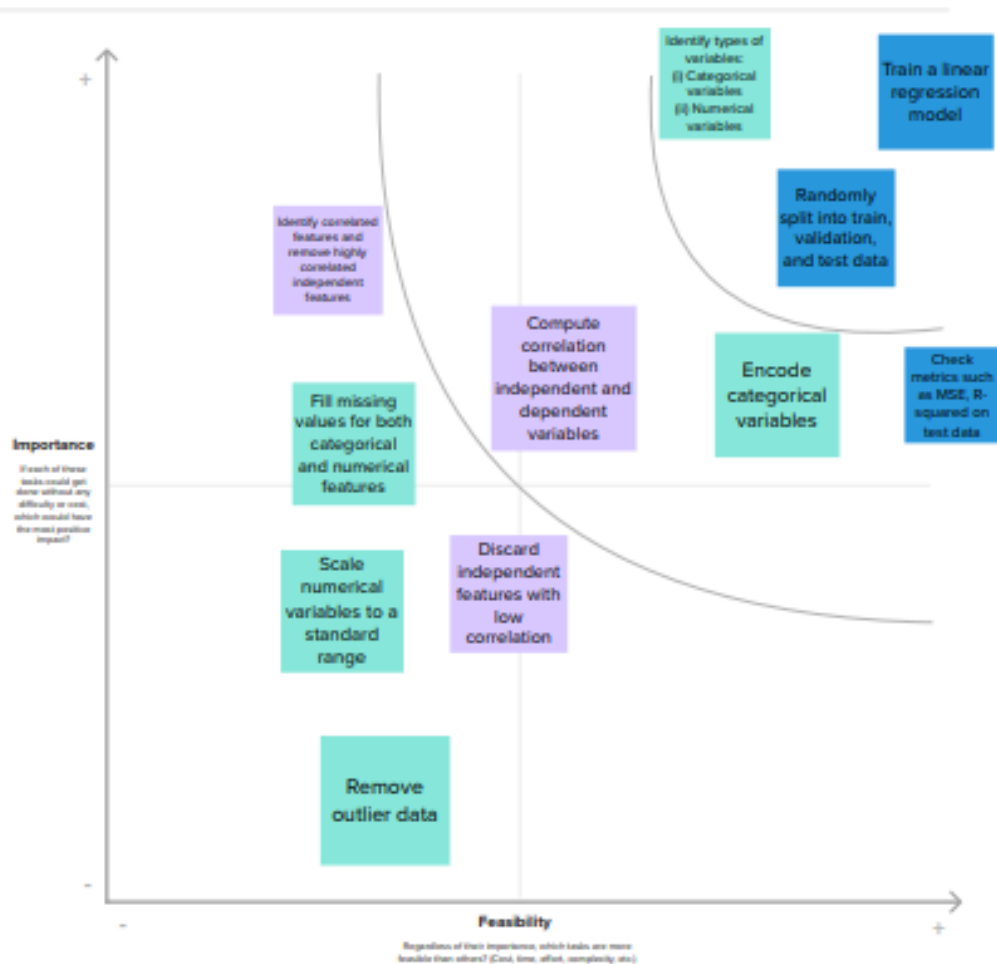 +
Identify types of
variables:
(i) Categorical
variables
(ii) Numerical
variables
Train a linear
regression
model
Randomly
split into train,
validation,
and test data
Identify correlated
features and
remove highly
correlated
independent
features
Compute
correlation
between
independent and
dependent
variables
Encode
categorical
variables
Check
metrics such
as MSE, R-
squared on
test data
Fill missing
values for both
categorical
and numerical
features
Importance
If each of these
tasks could get
done without any
difficulty or cost,
which would have
the most positive
impact?
Scale
numerical
variables to a
standard
range
Discard
independent
features with
low
correlation
Remove
outlier data
-
-
Feasibility
+
Regardless of their importance, which tasks are more
feasible than others? (Cost, time, effort, complexity, etc.)